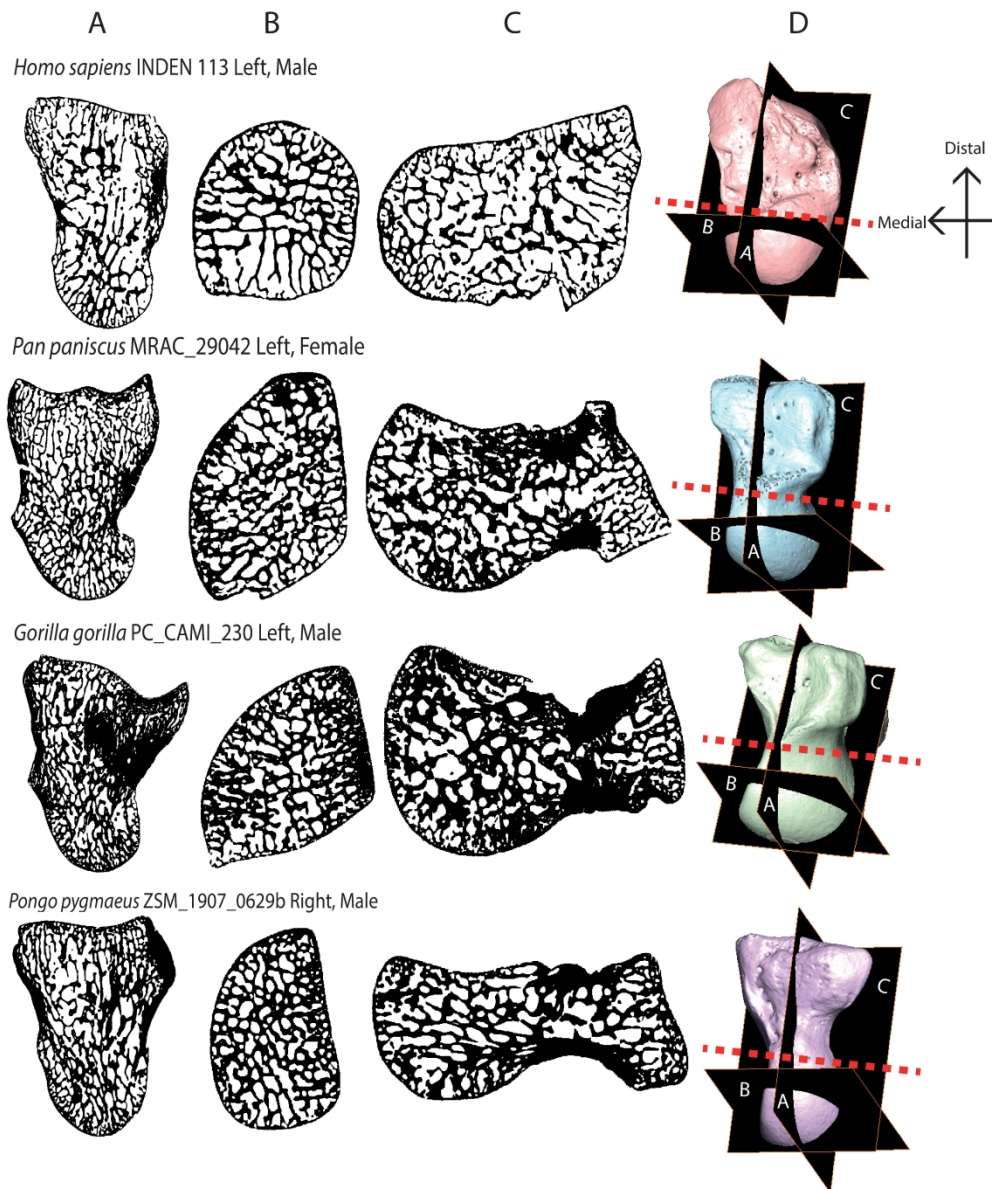 A B C D
Homo sapiens INDEN 113 Left, Male
C
Distal
Medial
B
A
Pan paniscus MRAC_29042 Left, Female
C
B
A
Gorilla gorilla PC_CAMI_230 Left, Male
C
B
A
Pongo pygmaeus ZSM_1907_0629b Right, Male
C
B
A